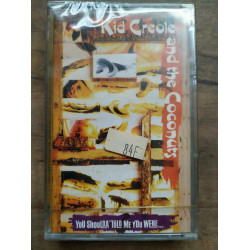 Kid Creole
and the Coconuts
84F
YOU SHOULDA TOLD ME YOU WERE...